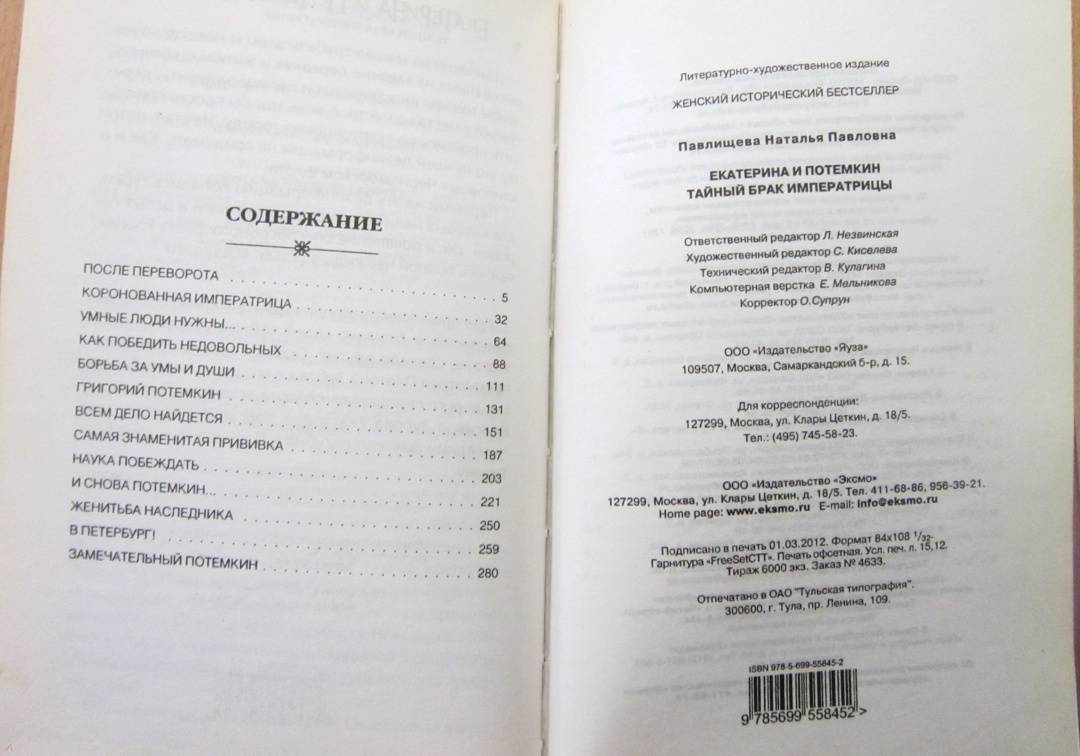 СОДЕРЖАНИЕ
ПОСЛЕ ПЕРЕВОРОТА 5
КОРОНОВАННАЯ ИМПЕРАТРИЦА 32
УМНЫЕ ЛЮДИ НУЖНЫ... 64
КАК ПОБЕДИТЬ НЕДОВОЛЬНЫХ 88
БОРЬБА ЗА УМЫ И ДУШИ 111
ГРИГОРИЙ ПОТЕМКИН 131
ВСЕМ ДЕЛО НАЙДЕТСЯ 151
САМАЯ ЗНАМЕНИТАЯ ПРИВИВКА 187
НАУКА ПОБЕЖДАТЬ 203
И СНОВА ПОТЕМКИН... 221
ЖЕНИТЬБА НАСЛЕДНИКА 250
В ПЕТЕРБУРГ! 259
ЗАМЕЧАТЕЛЬНЫЙ ПОТЕМКИН 280
Литературно-художественное издание
ЖЕНСКИЙ ИСТОРИЧЕСКИЙ БЕСТСЕЛЛЕР
Павлищева Наталья Павловна
ЕКАТЕРИНА И ПОТЕМКИН
ТАЙНЫЙ БРАК ИМПЕРАТРИЦЫ
Ответственный редактор Л. Незвинская
Художественный редактор С. Киселева
Технический редактор В. Кулагина
Компьютерная верстка Е. Мельникова
Корректор О.Супрун
ООО «Издательство «Яуза»
109507, Москва, Самаркандский б-р, д. 15.
Для корреспонденции:
127299, Москва, ул. Клары Цеткин, д. 18/5.
Тел.: (495) 745-58-23.
ООО «Издательство «Эксмо»
127299, Москва, ул. Клары Цеткин, д. 18/5. Тел. 411-68-86, 956-39-21.
Home page: www.eksmo.ru E-mail: info@eksmo.ru
Подписано в печать 01.03.2012. Формат 84x108 1/32.
Гарнитура «FreeSetCTT». Печать офсетная. Усл. печ. л. 15,12.
Тираж 6000 экз. Заказ № 4633.
Отпечатано в ОАО "Тульская типография".
300600, г. Тула, пр. Ленина, 109.
ISBN 978-5-699-55845-2
9 785699 558452 >